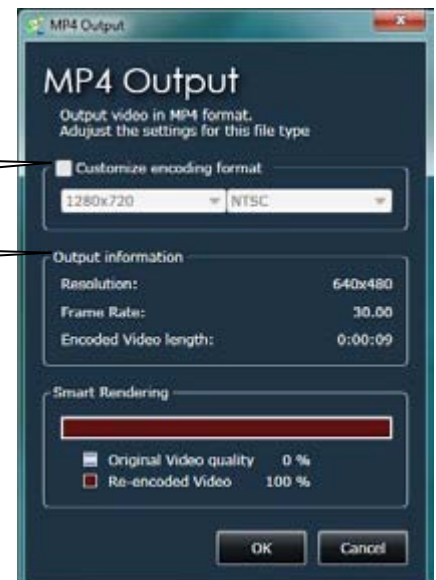 MP4 Output
MP4 Output
Output video in MP4 format.
Adujust the settings for this file type
Customize encoding format
1280x720 NTSC
Output information
Resolution: 640x480
Frame Rate: 30.00
Encoded Video length: 0:00:09
Smart Rendering
Original Video quality 0 %
Re-encoded Video 100 %
OK Cancel